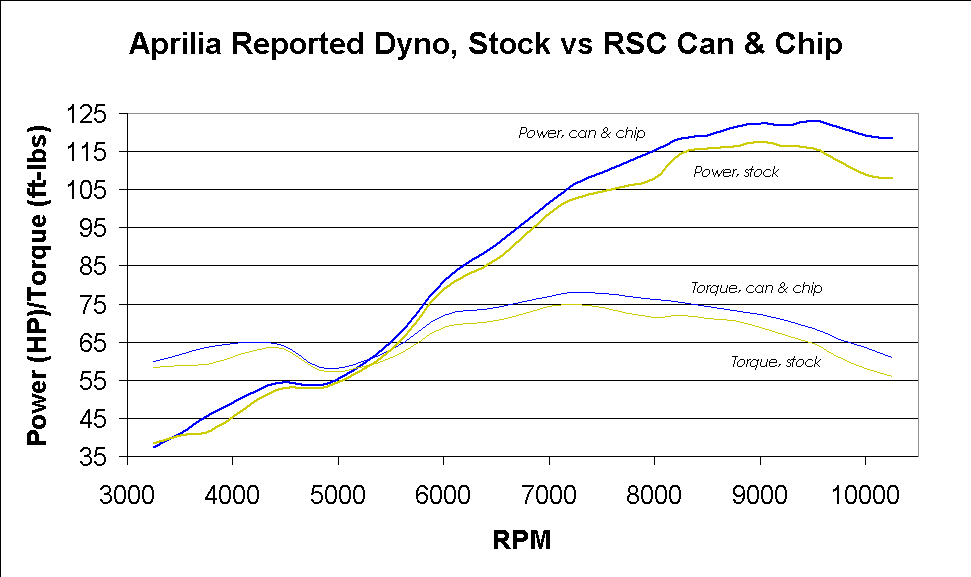 Aprilia Reported Dyno, Stock vs RSC Can & Chip
Power (HP)/Torque (ft-lbs)
125
115
105
95
85
75
65
55
45
35
Power, can & chip
Power, stock
Torque, can & chip
Torque, stock
3000 4000 5000 6000 7000 8000 9000 10000
RPM